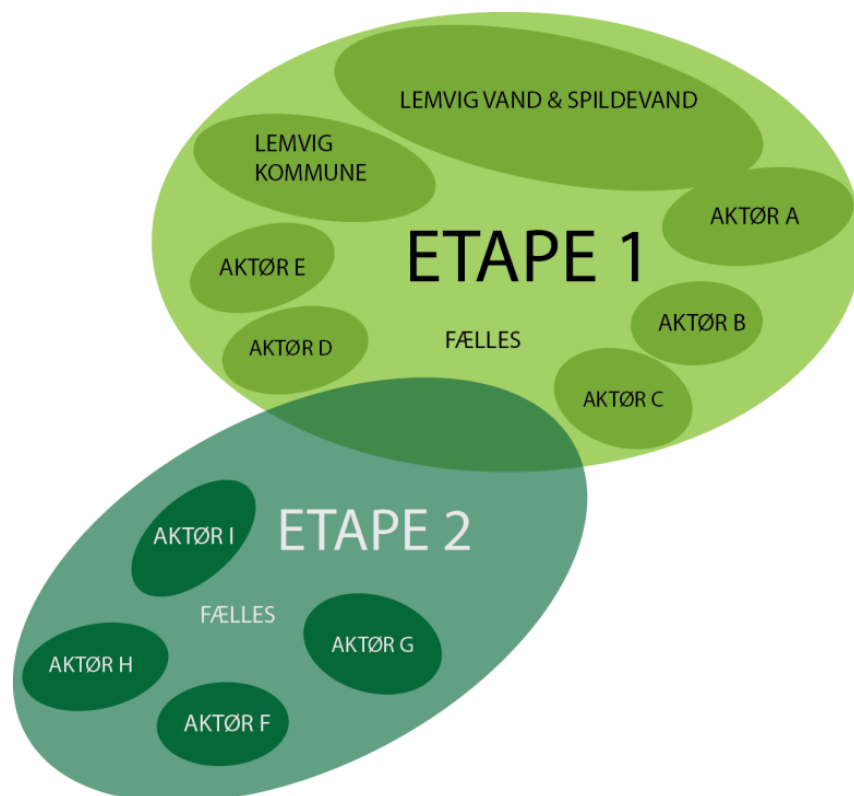 LEMVIG VAND & SPILDEVAND
LEMVIG
KOMMUNE
AKTØR A
ETAPE 1
AKTØR E
AKTØR B
FÆLLES
AKTØR D
AKTØR C
ETAPE 2
AKTØR I
FÆLLES
AKTØR G
AKTØR H
AKTØR F